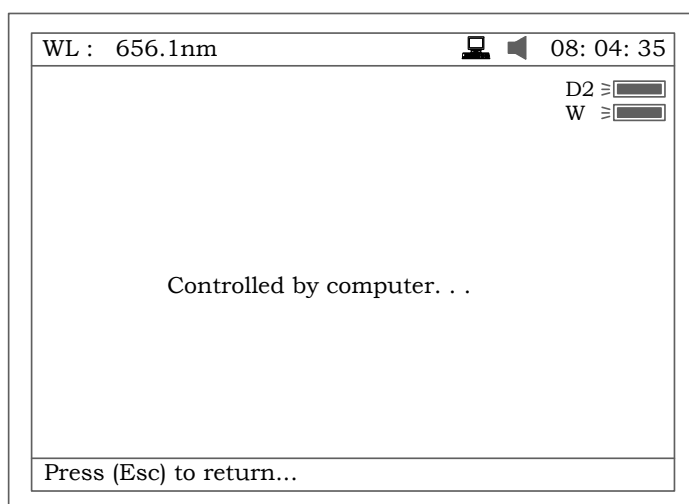 WL : 656.1nm 08: 04: 35
D2
W
Controlled by computer. . .
Press (Esc) to return...